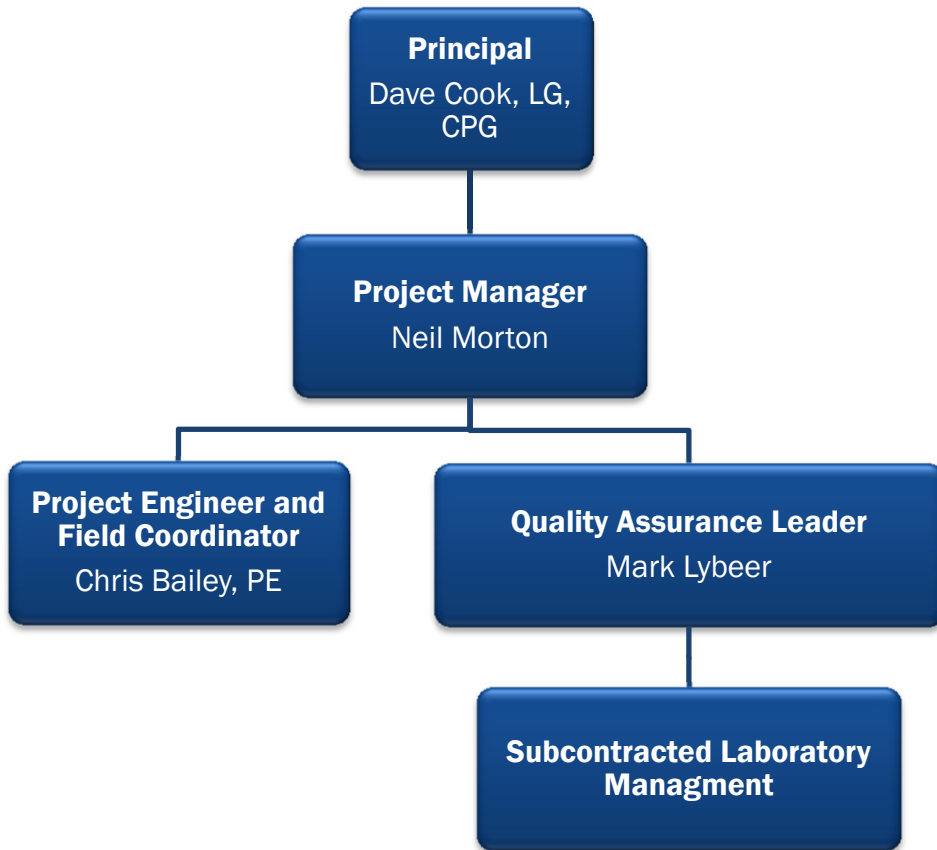 Principal
Dave Cook, LG,
CPG
Project Manager
Neil Morton
Project Engineer and
Field Coordinator
Chris Bailey, PE
Quality Assurance Leader
Mark Lybeer
Subcontracted Laboratory
Managment